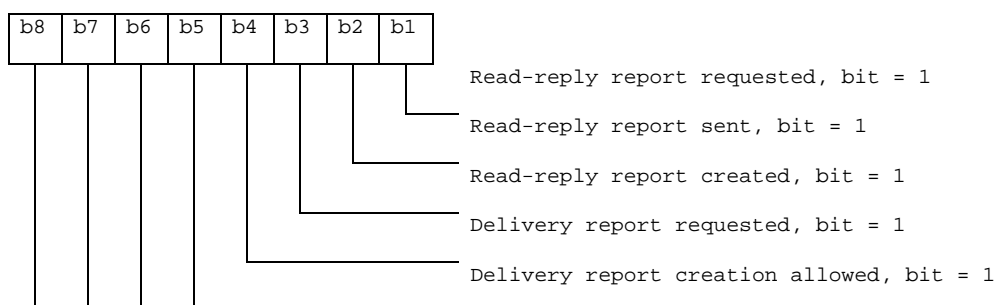 b8 b7 b6 b5 b4 b3 b2 b1
Read-reply report requested, bit = 1
Read-reply report sent, bit = 1
Read-reply report created, bit = 1
Delivery report requested, bit = 1
Delivery report creation allowed, bit = 1